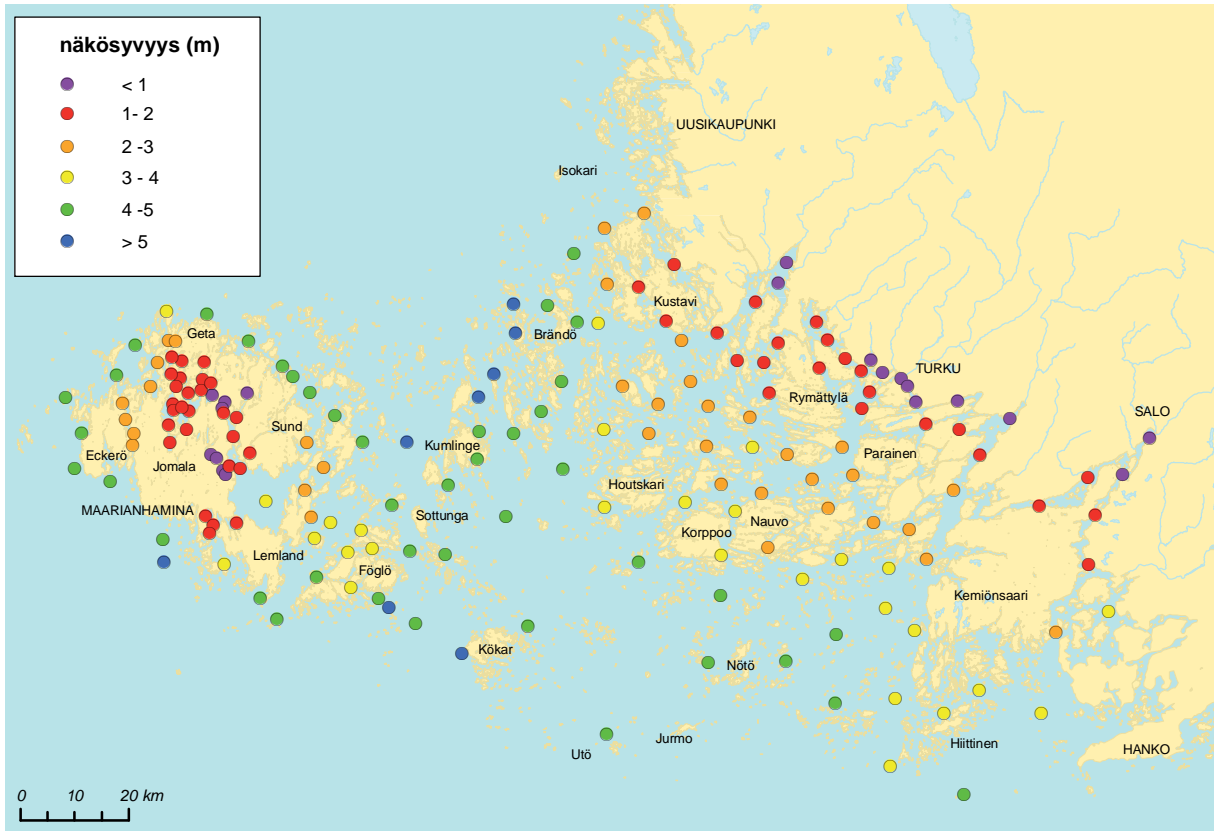 näkösyvyys (m)
< 1
1- 2
2 -3
3 - 4
4 -5
> 5
UUSIKAUPUNKI
Isokari
Kustavi
Geta
Brändö
TURKU
Rymättylä
SALO
Sund
Kumlinge
Eckerö
Jomala
Parainen
Houtskari
MAARIANHAMINA
Sottunga
Nauvo
Korppoo
Lemland
Föglö
Kemiönsaari
Kökar
Nötö
Jurmo
Hiittinen
HANKO
Utö
0 10 20 km